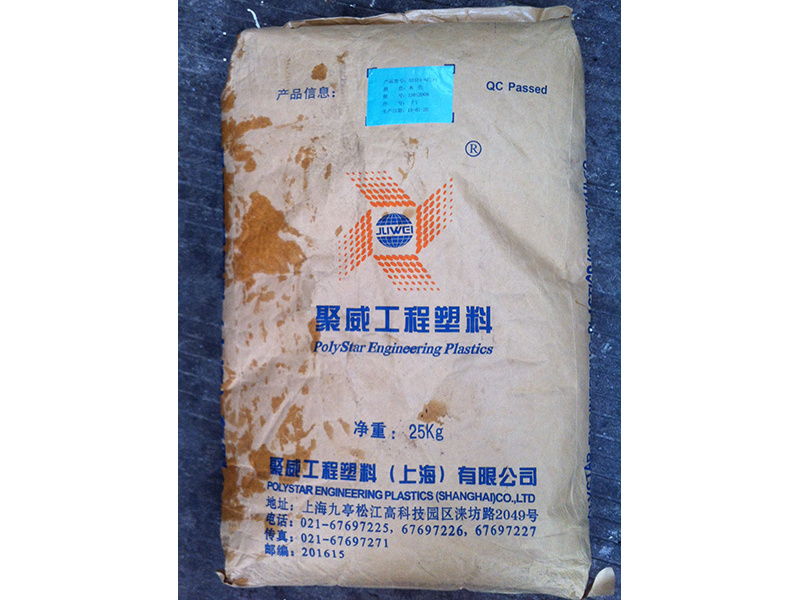 产品信息:
QC Passed
®
JUWEI
聚威工程塑料
PolyStar Engineering Plastics
净重: 25Kg
聚威工程塑料(上海)有限公司
POLYSTAR ENGINEERING PLASTICS (SHANGHAI)CO.,LTD
地址: 上海九亭松江高科技园区涞坊路2049号
电话: 021-67697225, 67697226, 67697227
传真: 021-67697271
邮编: 201615